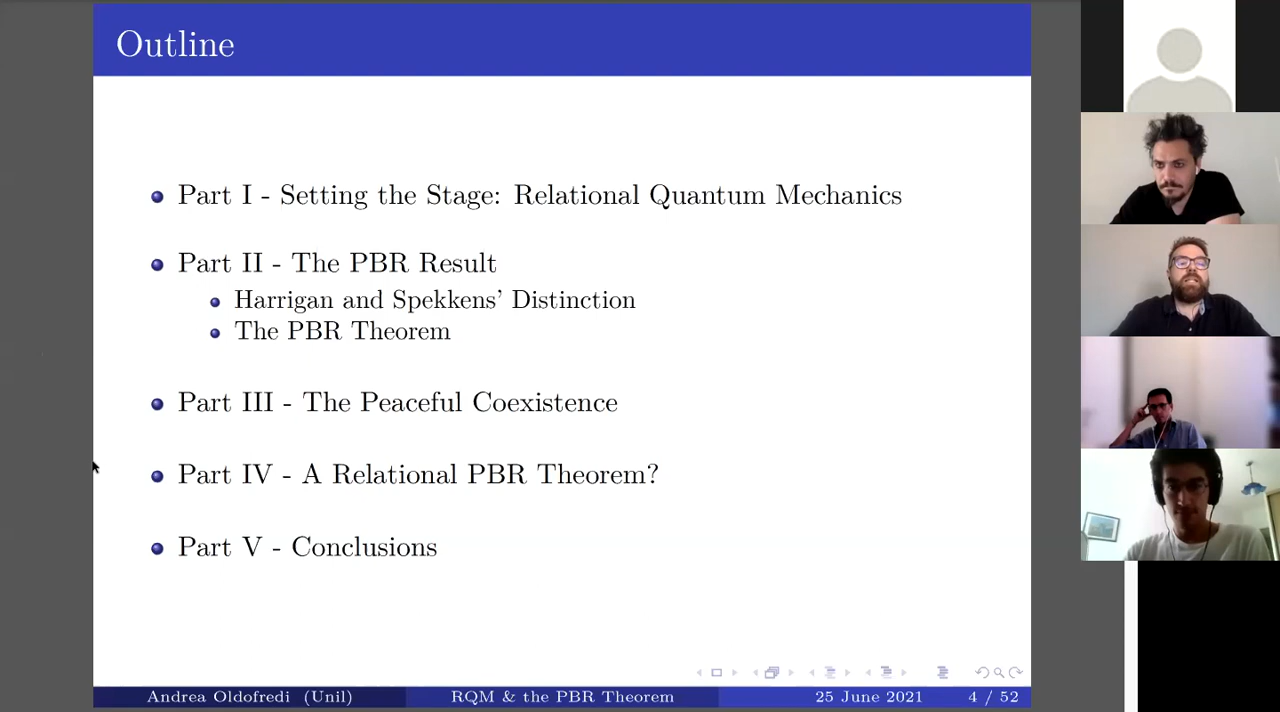 Outline
Part I - Setting the Stage: Relational Quantum Mechanics
Part II - The PBR Result
Harrigan and Spekkens' Distinction
The PBR Theorem
Part III - The Peaceful Coexistence
Part IV - A Relational PBR Theorem?
Part V - Conclusions
Andrea Oldofredi (Unil) RQM & the PBR Theorem 25 June 2021 4 / 52